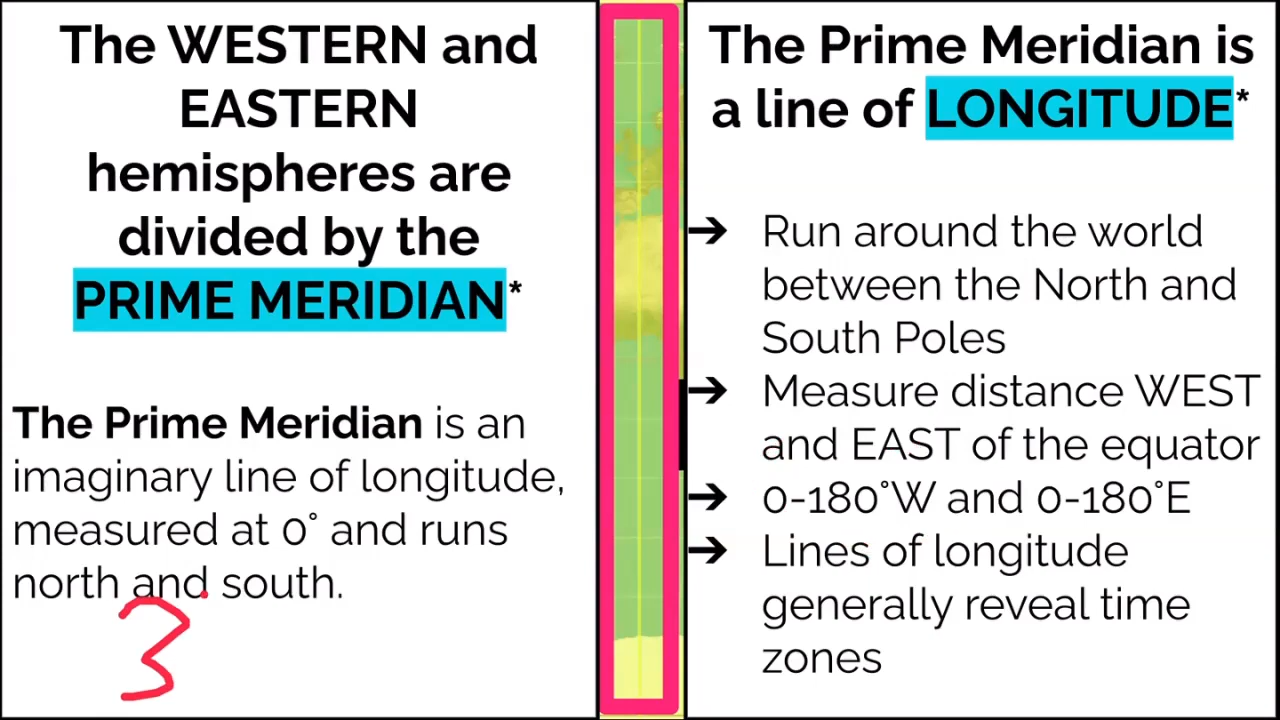 The WESTERN and
EASTERN
hemispheres are
divided by the
PRIME MERIDIAN*
The Prime Meridian is an
imaginary line of longitude,
measured at 0° and runs
north and south.
3
The Prime Meridian is
a line of LONGITUDE*
➔ Run around the world
between the North and
South Poles
➔ Measure distance WEST
and EAST of the equator
➔ 0-180°W and 0-180°E
➔ Lines of longitude
generally reveal time
zones